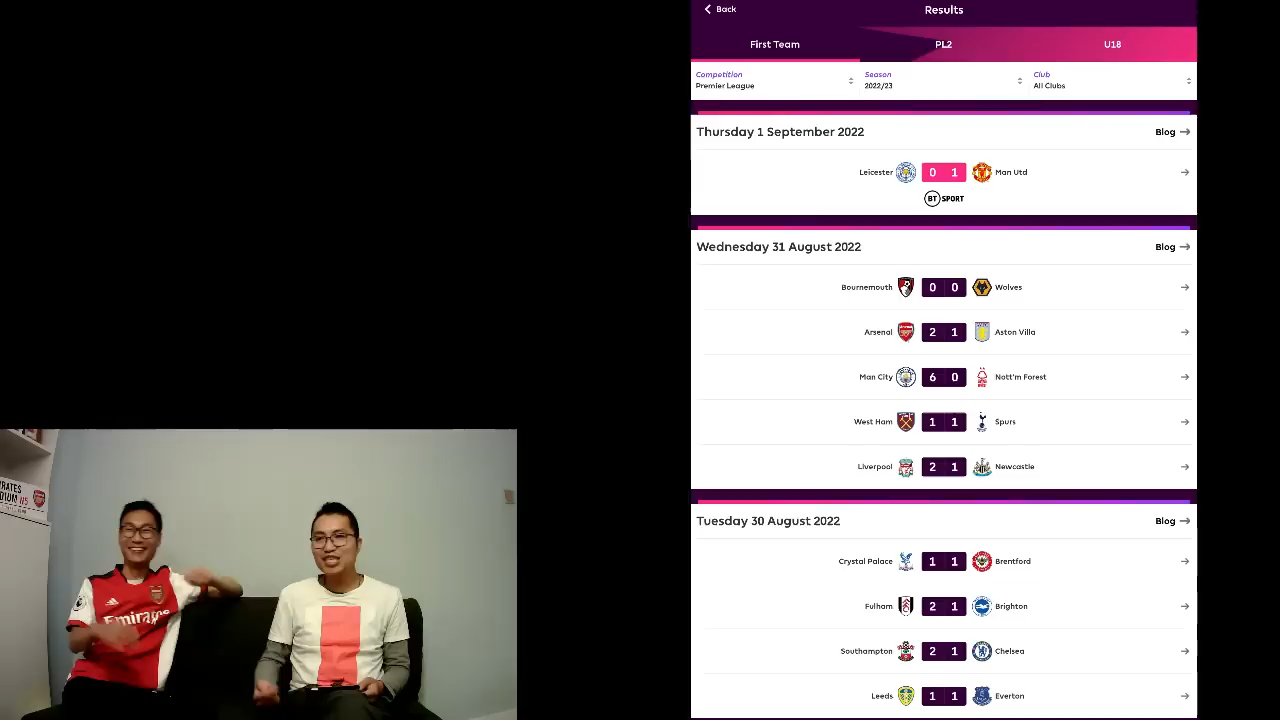 Back
Results
First Team
PL2
U18
Competition
Premier League
Season
2022/23
Club
All Clubs
Thursday 1 September 2022
Blog
Leicester 0 1 Man Utd
BT SPORT
Wednesday 31 August 2022
Blog
Bournemouth 0 0 Wolves
Arsenal 2 1 Aston Villa
Man City 6 0 Nott'm Forest
West Ham 1 1 Spurs
Liverpool 2 1 Newcastle
Tuesday 30 August 2022
Blog
Crystal Palace 1 1 Brentford
Fulham 2 1 Brighton
Southampton 2 1 Chelsea
Leeds 1 1 Everton
Emirates